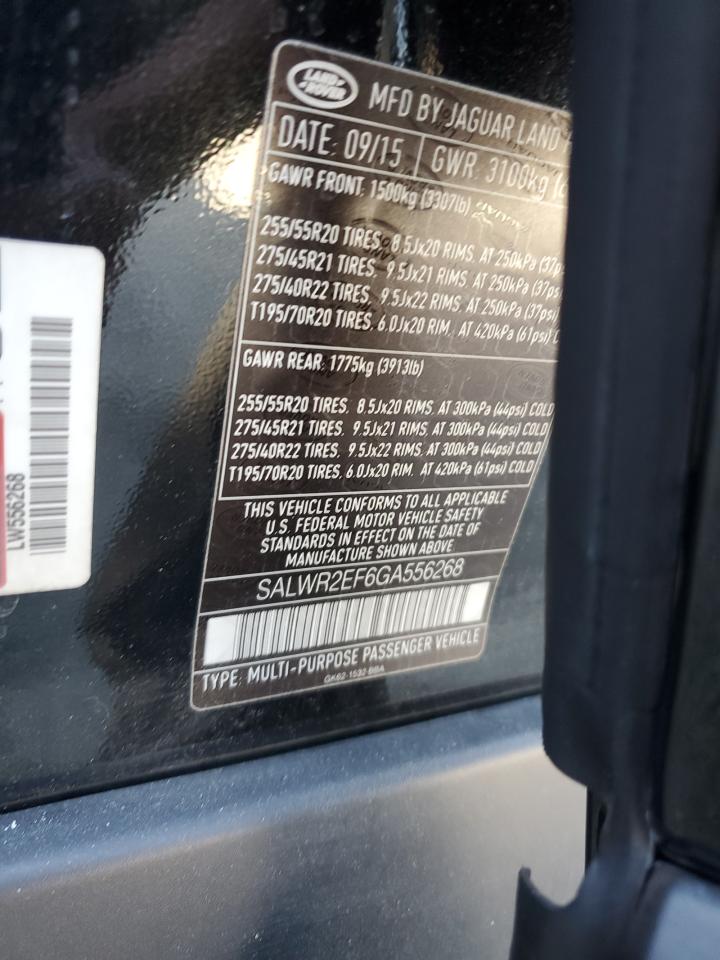 LAND
ROVER
MFD BY JAGUAR LAND
DATE: 09/15 GWR: 3100kg
GAWR FRONT: 1500kg (3307lb)
255/55R20 TIRES, 8.5Jx20 RIMS, AT 250kPa (37p
275/45R21 TIRES, 9.5Jx21 RIMS, AT 250kPa (37ps
275/40R22 TIRES, 9.5Jx22 RIMS, AT 250kPa (37psi
T195/70R20 TIRES, 6.0Jx20 RIM, AT 420kPa (61psi) C
GAWR REAR: 1775kg (3913lb)
255/55R20 TIRES, 8.5Jx20 RIMS, AT 300kPa (44psi) COLD
275/45R21 TIRES, 9.5Jx21 RIMS, AT 300kPa (44psi) COLD
275/40R22 TIRES, 9.5Jx22 RIMS, AT 300kPa (44psi) COLD
T195/70R20 TIRES, 6.0Jx20 RIM, AT 420kPa (61psi) COLD
THIS VEHICLE CONFORMS TO ALL APPLICABLE
U.S. FEDERAL MOTOR VEHICLE SAFETY
STANDARDS IN EFFECT ON THE DATE OF
MANUFACTURE SHOWN ABOVE
SALWR2EF6GA556268
TYPE: MULTI-PURPOSE PASSENGER VEHICLE
GK62-1532-BBA
LW556268